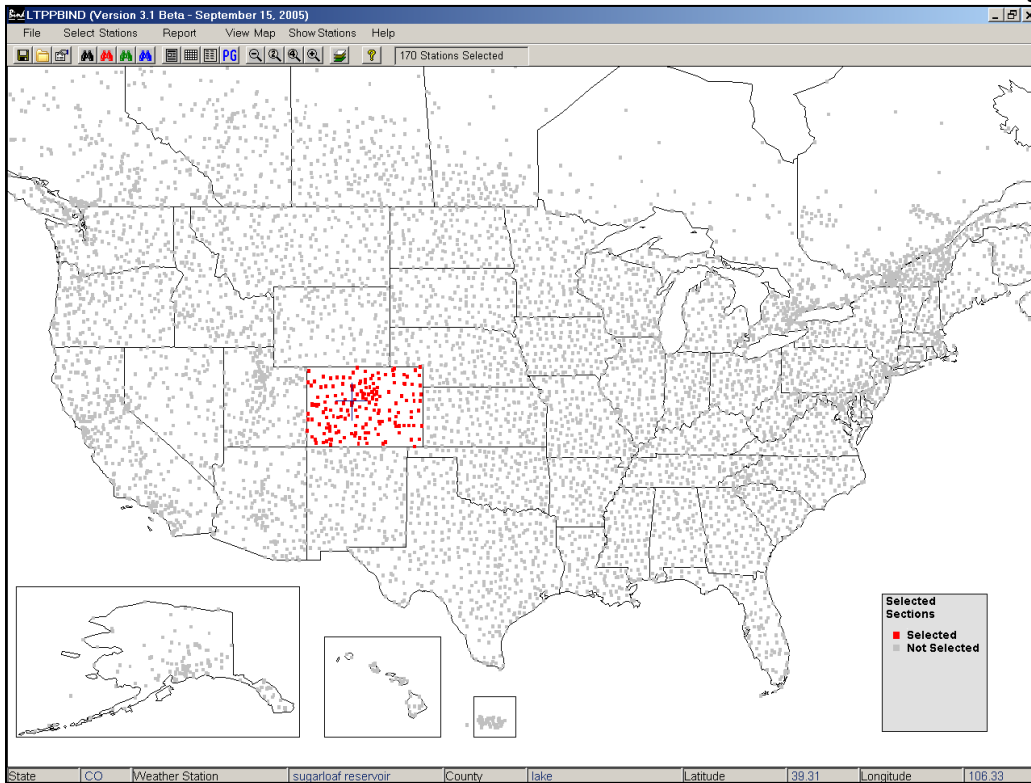 LTPPBIND (Version 3.1 Beta - September 15, 2005)
File Select Stations Report View Map Show Stations Help
PG 170 Stations Selected
Selected
Sections
Selected
Not Selected
State CO Weather Station sugarloaf reservoir County lake Latitude 39.31 Longitude 106.33